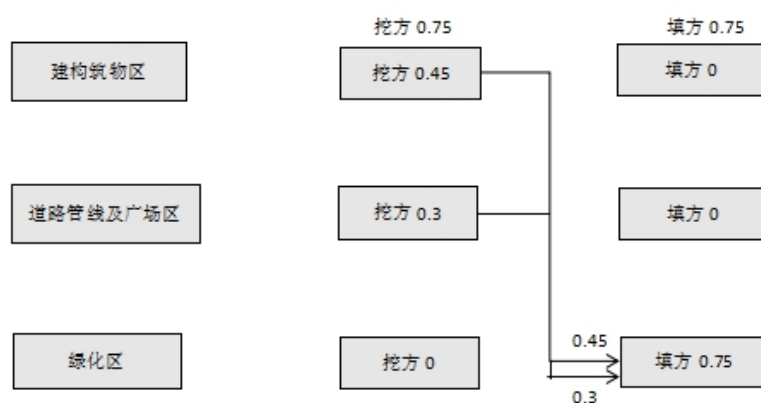 挖方 0.75
填方 0.75
建构筑物区
挖方 0.45
填方 0
道路管线及广场区
挖方 0.3
填方 0
绿化区
挖方 0
0.45
填方 0.75
0.3